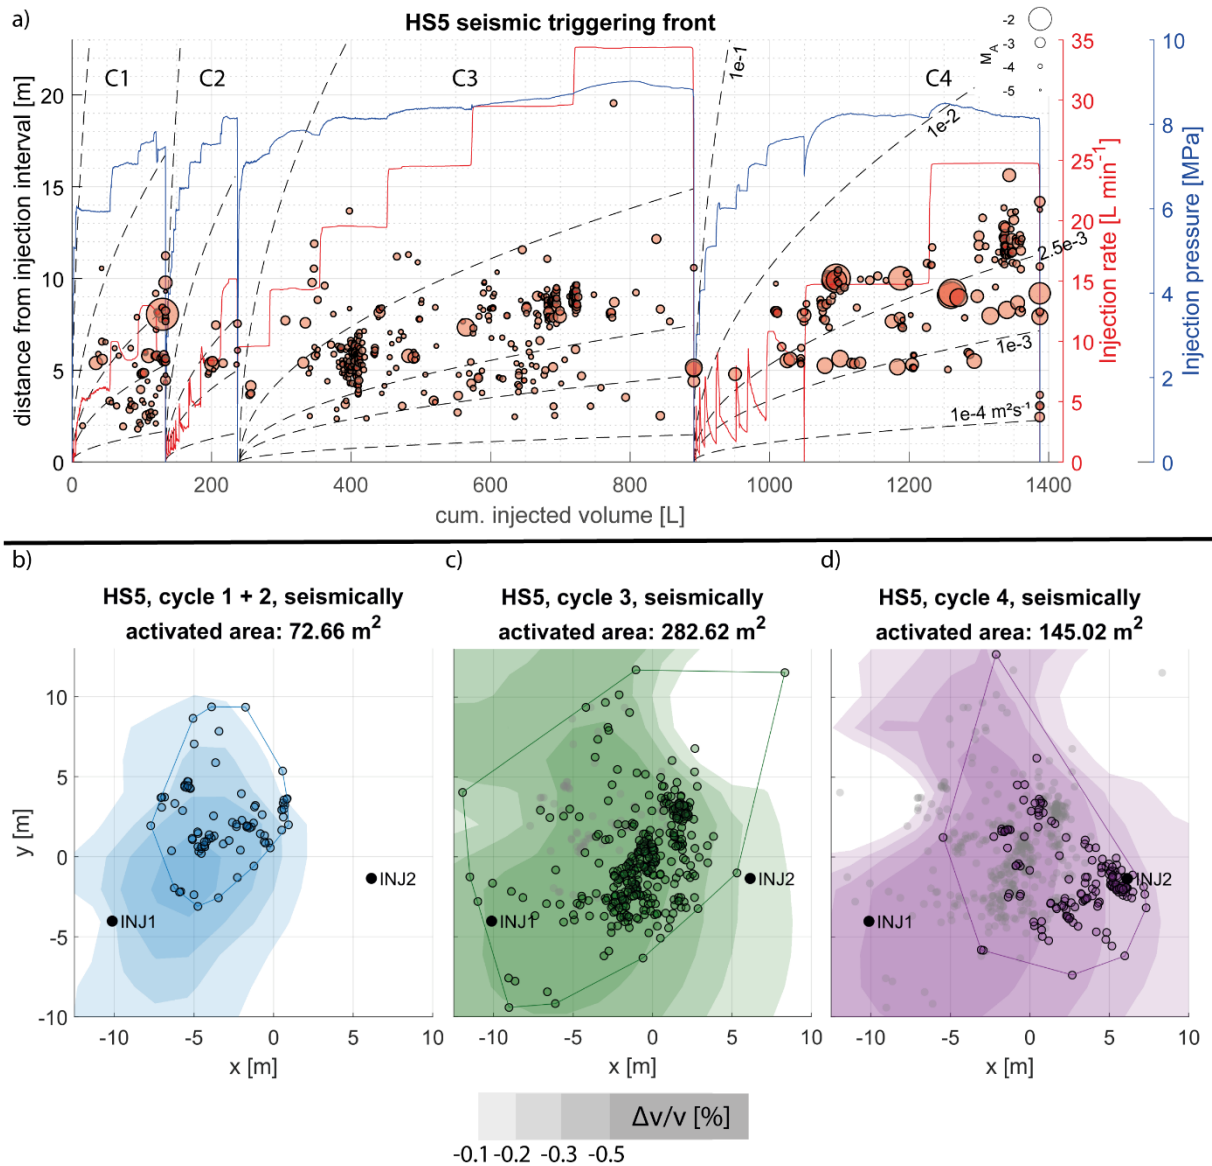 a)
HS5 seismic triggering front
C1
C2
C3
C4
distance from injection interval [m]
20
15
10
5
0
0
200
400
600
800
1000
1200
1400
cum. injected volume [L]
M_A
-2
-3
-4
-5
1e-1
1e-2
2.5e-3
1e-3
1e-4 m²s⁻¹
35
30
25
20
15
10
5
0
Injection rate [L min⁻¹]
10
8
6
4
2
0
Injection pressure [MPa]
b)
HS5, cycle 1 + 2, seismically
activated area: 72.66 m²
10
5
0
-5
-10
y [m]
INJ1
INJ2
-10
-5
0
5
10
x [m]
c)
HS5, cycle 3, seismically
activated area: 282.62 m²
INJ1
INJ2
-10
-5
0
5
10
x [m]
d)
HS5, cycle 4, seismically
activated area: 145.02 m²
INJ1
INJ2
-10
-5
0
5
10
x [m]
Δv/v [%]
-0.1
-0.2
-0.3
-0.5